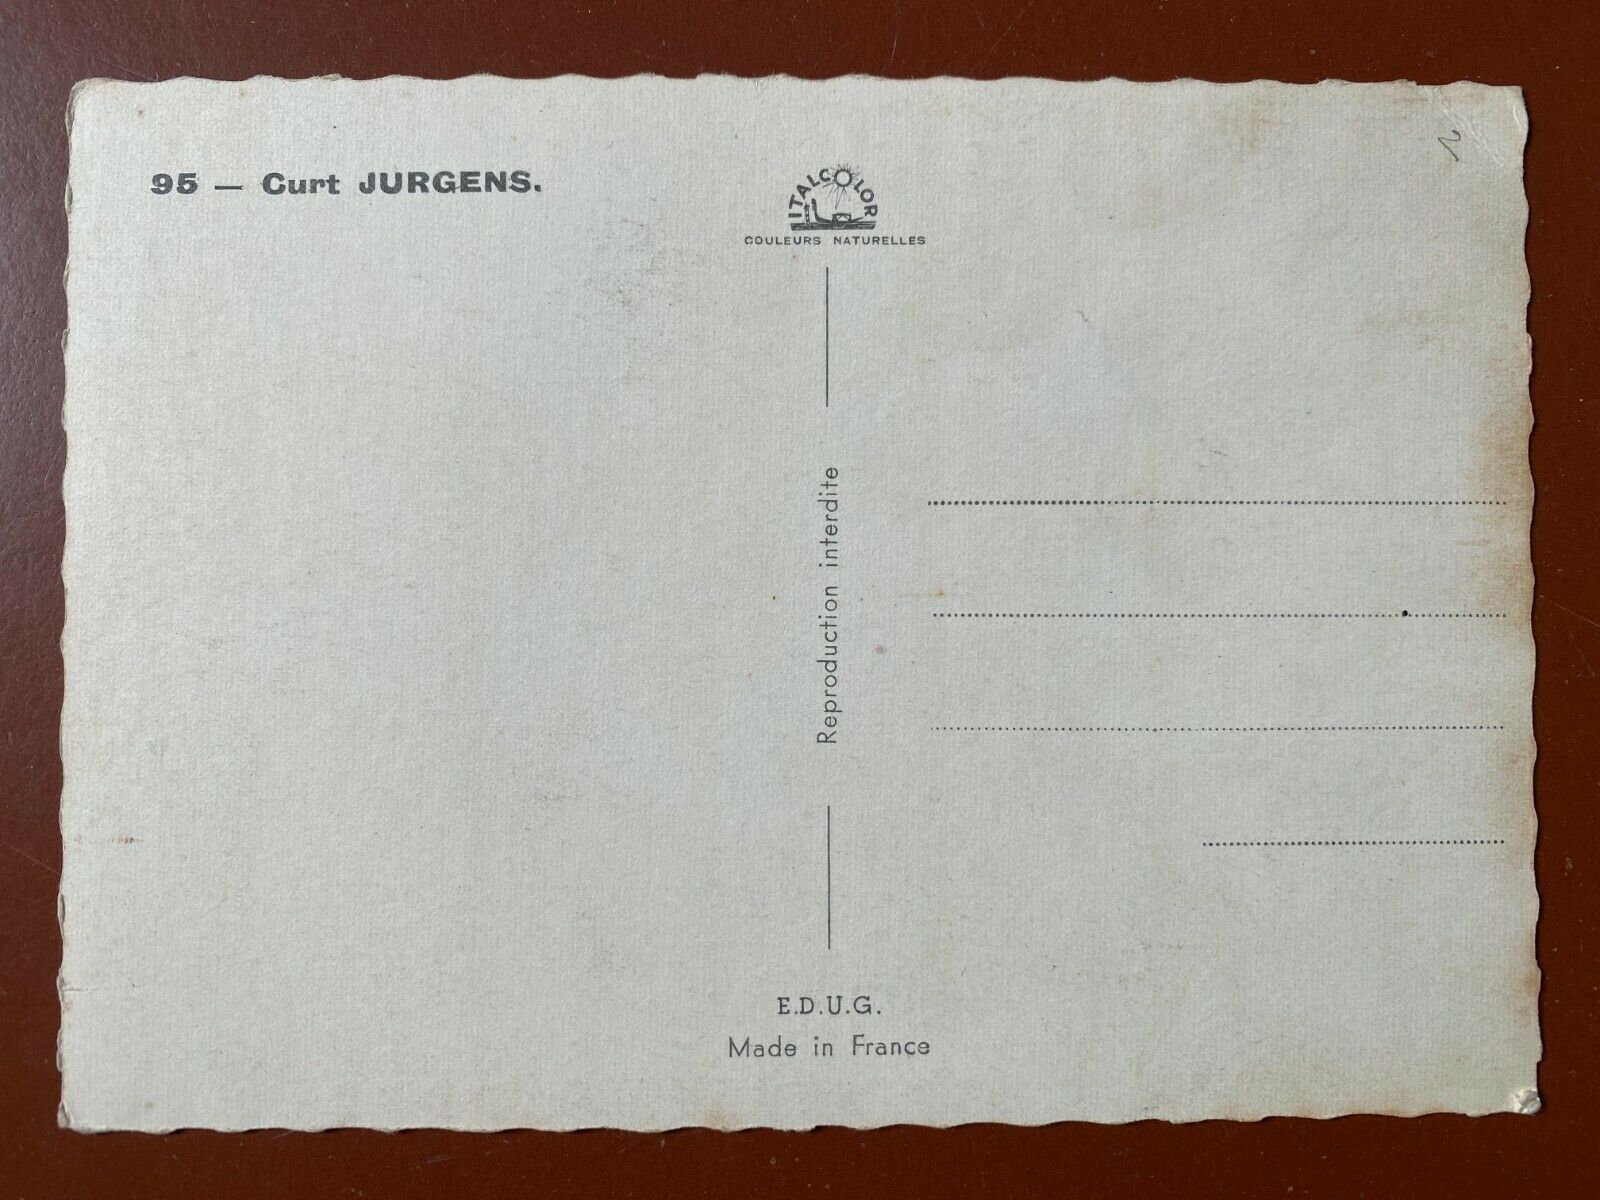 95 — Curt JURGENS.
ITALCOLOR
COULEURS NATURELLES
Reproduction interdite
E.D.U.G.
Made in France